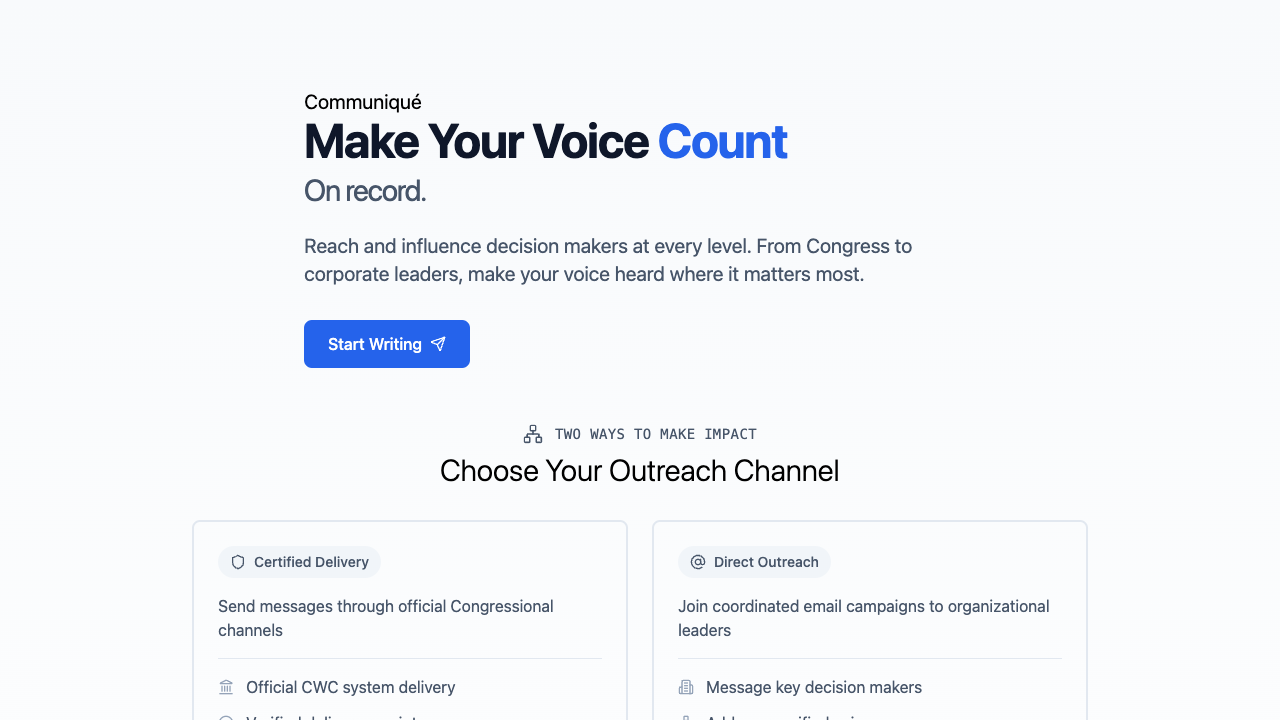 Communiqué
Make Your Voice Count
On record.
Reach and influence decision makers at every level. From Congress to
corporate leaders, make your voice heard where it matters most.
Start Writing
TWO WAYS TO MAKE IMPACT
Choose Your Outreach Channel
Certified Delivery
Send messages through official Congressional
channels
Official CWC system delivery
Direct Outreach
Join coordinated email campaigns to organizational
leaders
Message key decision makers